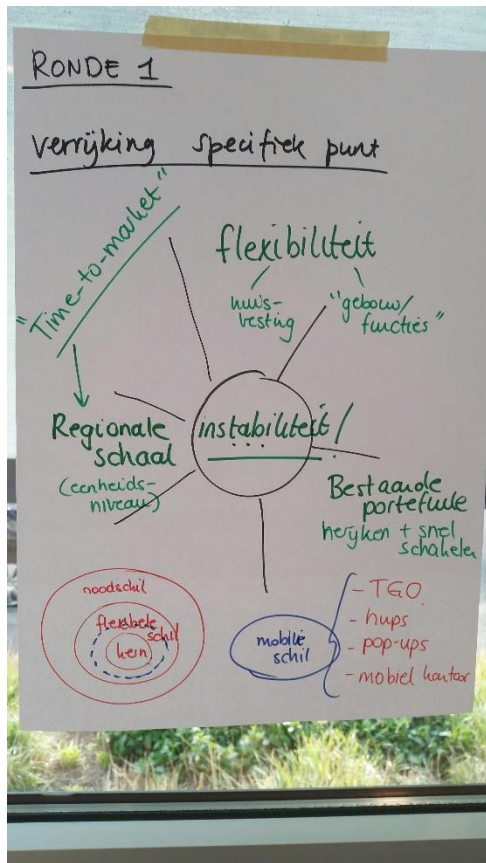 RONDE 1
verrijking specifiek punt
"Time-to-market"
flexibiliteit
huis-
vesting
"gebouw/
functies"
Regionale
schaal
(eenheids-
niveau)
instabiliteit/
...
Bestaande
portefeuille
herijken + snel
schakelen
noodschil
flexibele
schil
kern
mobile
schil
- TGO
- hups
- pop-ups
- mobiel kantoor